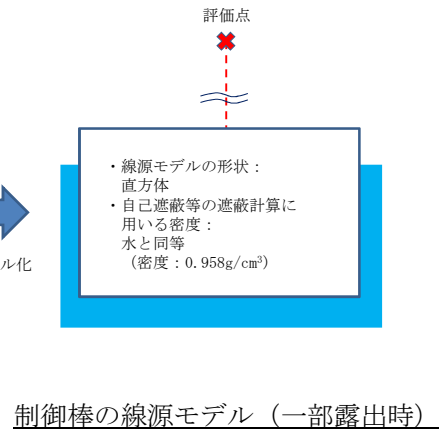 評価点
・線源モデルの形状：
直方体
・自己遮蔽等の遮蔽計算に
用いる密度：
水と同等
（密度：0.958g/cm³）
ル化
制御棒の線源モデル（一部露出時）